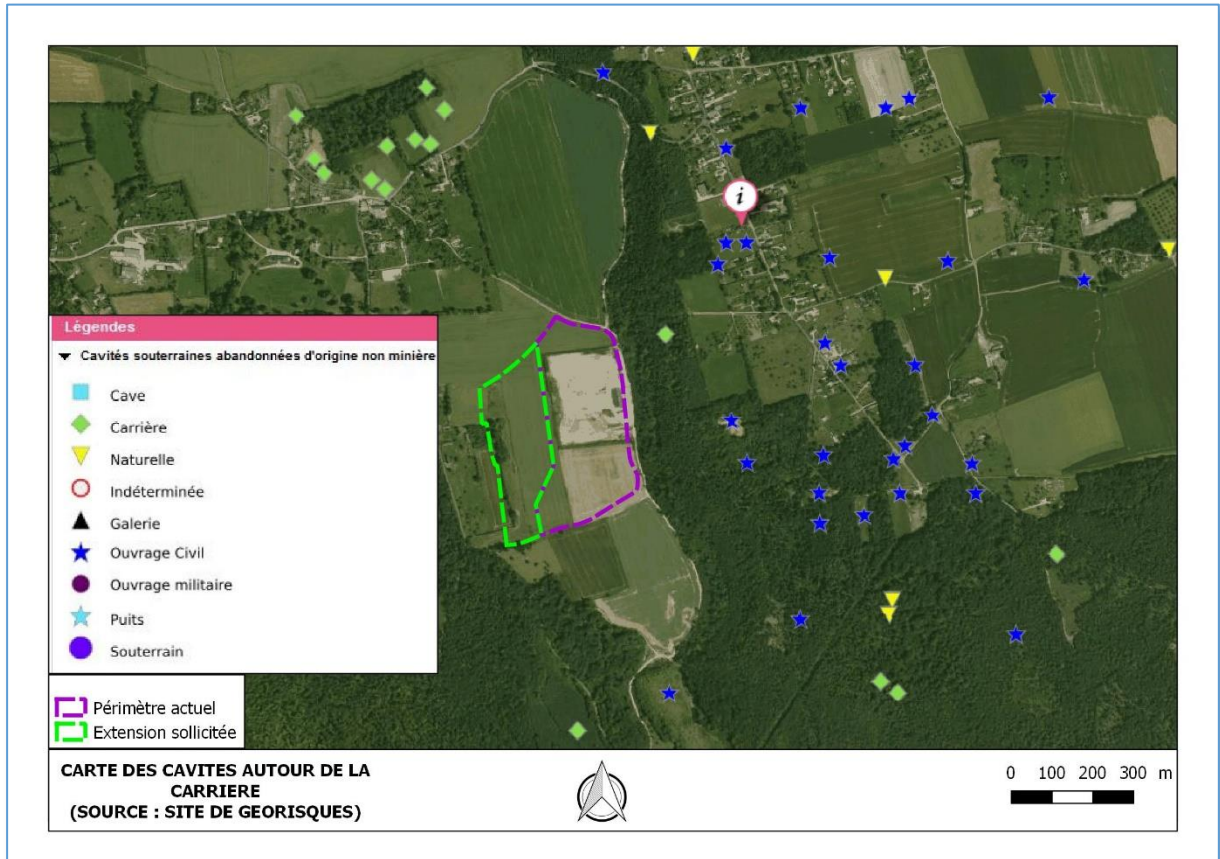 i
Légendes
Cavités souterraines abandonnées d'origine non minière
Cave
Carrière
Naturelle
Indéterminée
Galerie
Ouvrage Civil
Ouvrage militaire
Puits
Souterrain
Périmètre actuel
Extension sollicitée
CARTE DES CAVITES AUTOUR DE LA
CARRIERE
(SOURCE : SITE DE GEORISQUES)
0 100 200 300 m